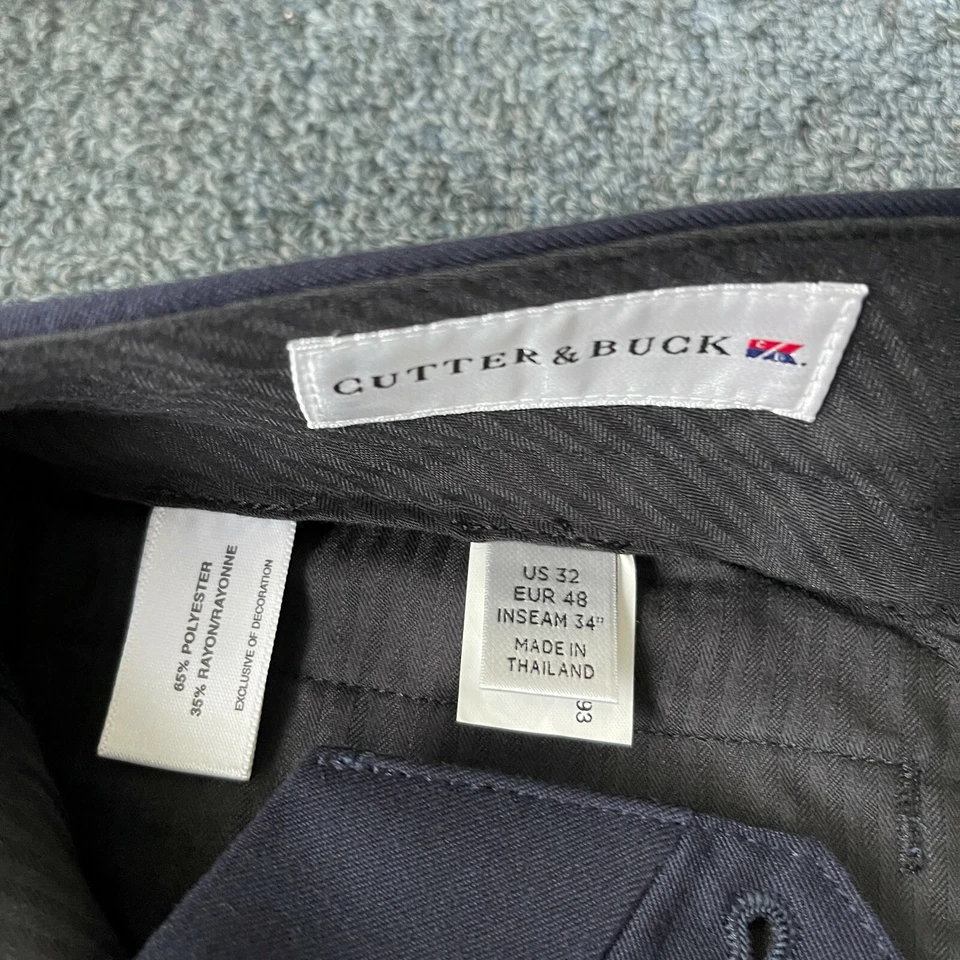 CUTTER & BUCK
65% POLYESTER
35% RAYON/RAYONNE
EXCLUSIVE OF DECORATION
US 32
EUR 48
INSEAM 34"
MADE IN
THAILAND
93